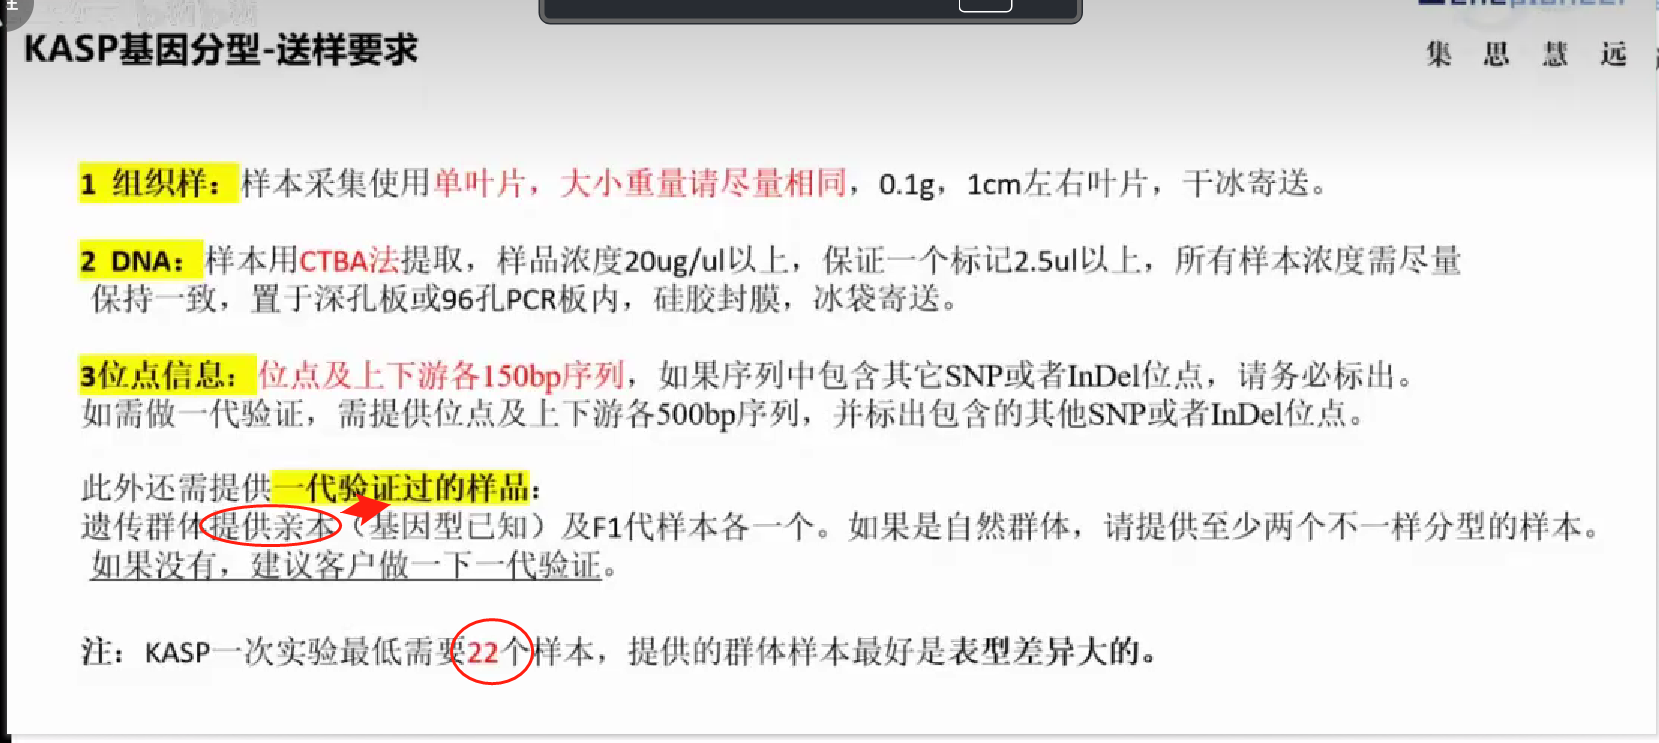 KASP基因分型-送样要求
集 思 慧 远
1 组织样：样本采集使用单叶片，大小重量请尽量相同，0.1g，1cm左右叶片，干冰寄送。
2 DNA：样本用CTBA法提取，样品浓度20ug/ul以上，保证一个标记2.5ul以上，所有样本浓度需尽量
保持一致，置于深孔板或96孔PCR板内，硅胶封膜，冰袋寄送。
3位点信息：位点及上下游各150bp序列，如果序列中包含其它SNP或者InDel位点，请务必标出。
如需做一代验证，需提供位点及上下游各500bp序列，并标出包含的其他SNP或者InDel位点。
此外还需提供一代验证过的样品：
遗传群体提供亲本（基因型已知）及F1代样本各一个。如果是自然群体，请提供至少两个不一样分型的样本。
如果没有，建议客户做一下一代验证。
注：KASP一次实验最低需要22个样本，提供的群体样本最好是表型差异大的。